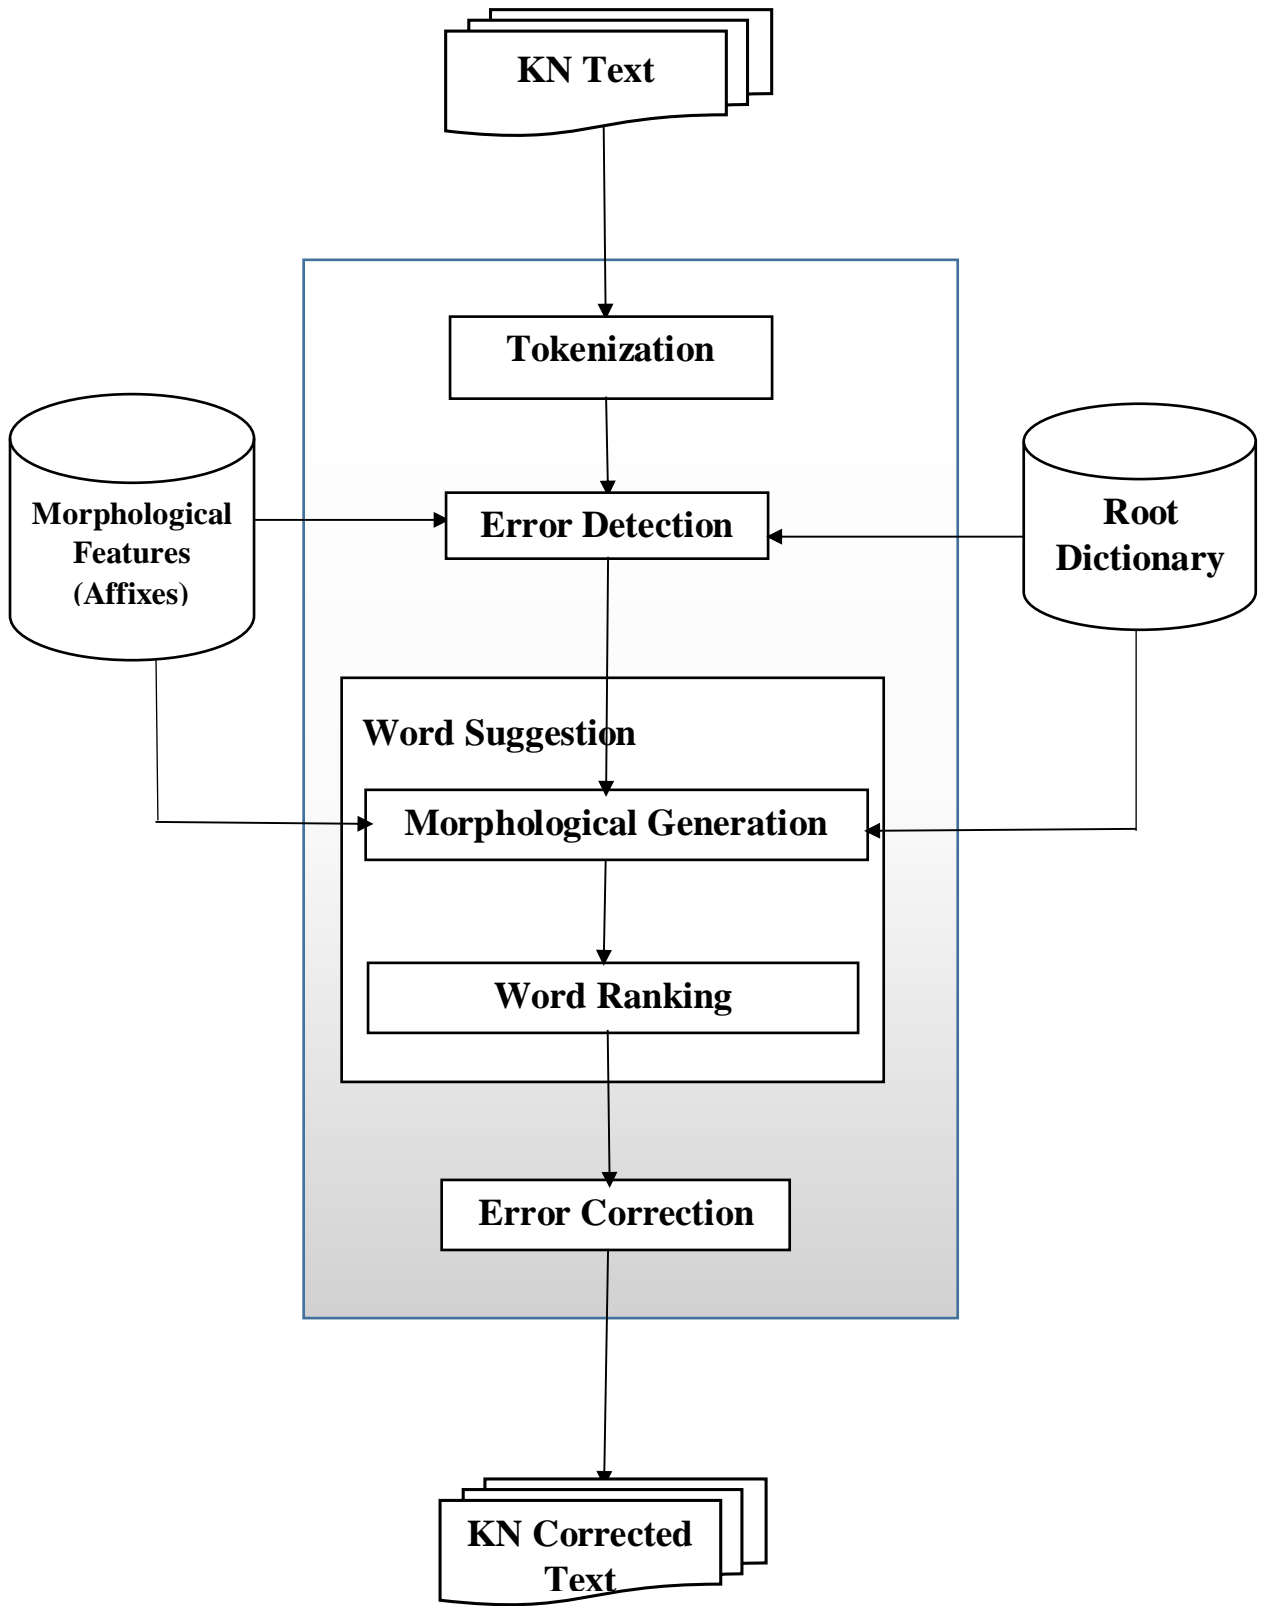 KN Text
Tokenization
Morphological
Features
(Affixes)
Error Detection
Root
Dictionary
Word Suggestion
Morphological Generation
Word Ranking
Error Correction
KN Corrected
Text